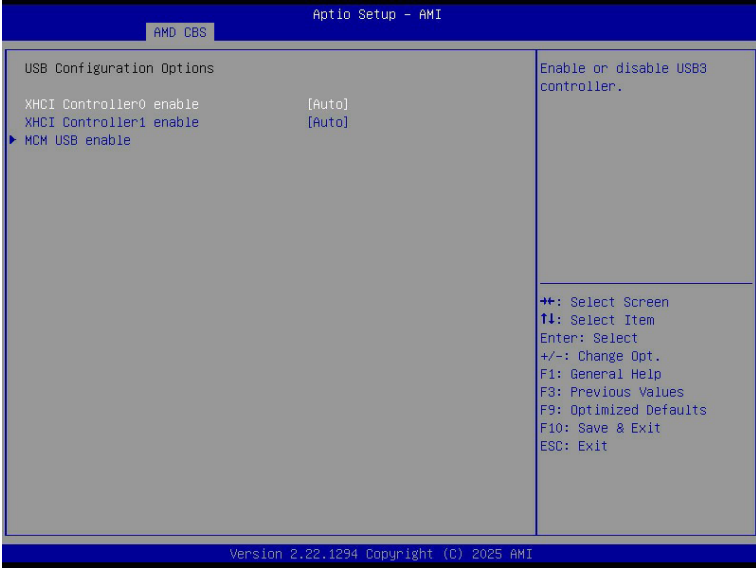 Aptio Setup – AMI
AMD CBS
USB Configuration Options
XHCI Controller0 enable [Auto]
XHCI Controller1 enable [Auto]
MCM USB enable
Enable or disable USB3
controller.
→←: Select Screen
↑↓: Select Item
Enter: Select
+/-: Change Opt.
F1: General Help
F3: Previous Values
F9: Optimized Defaults
F10: Save & Exit
ESC: Exit
Version 2.22.1294 Copyright (C) 2025 AMI